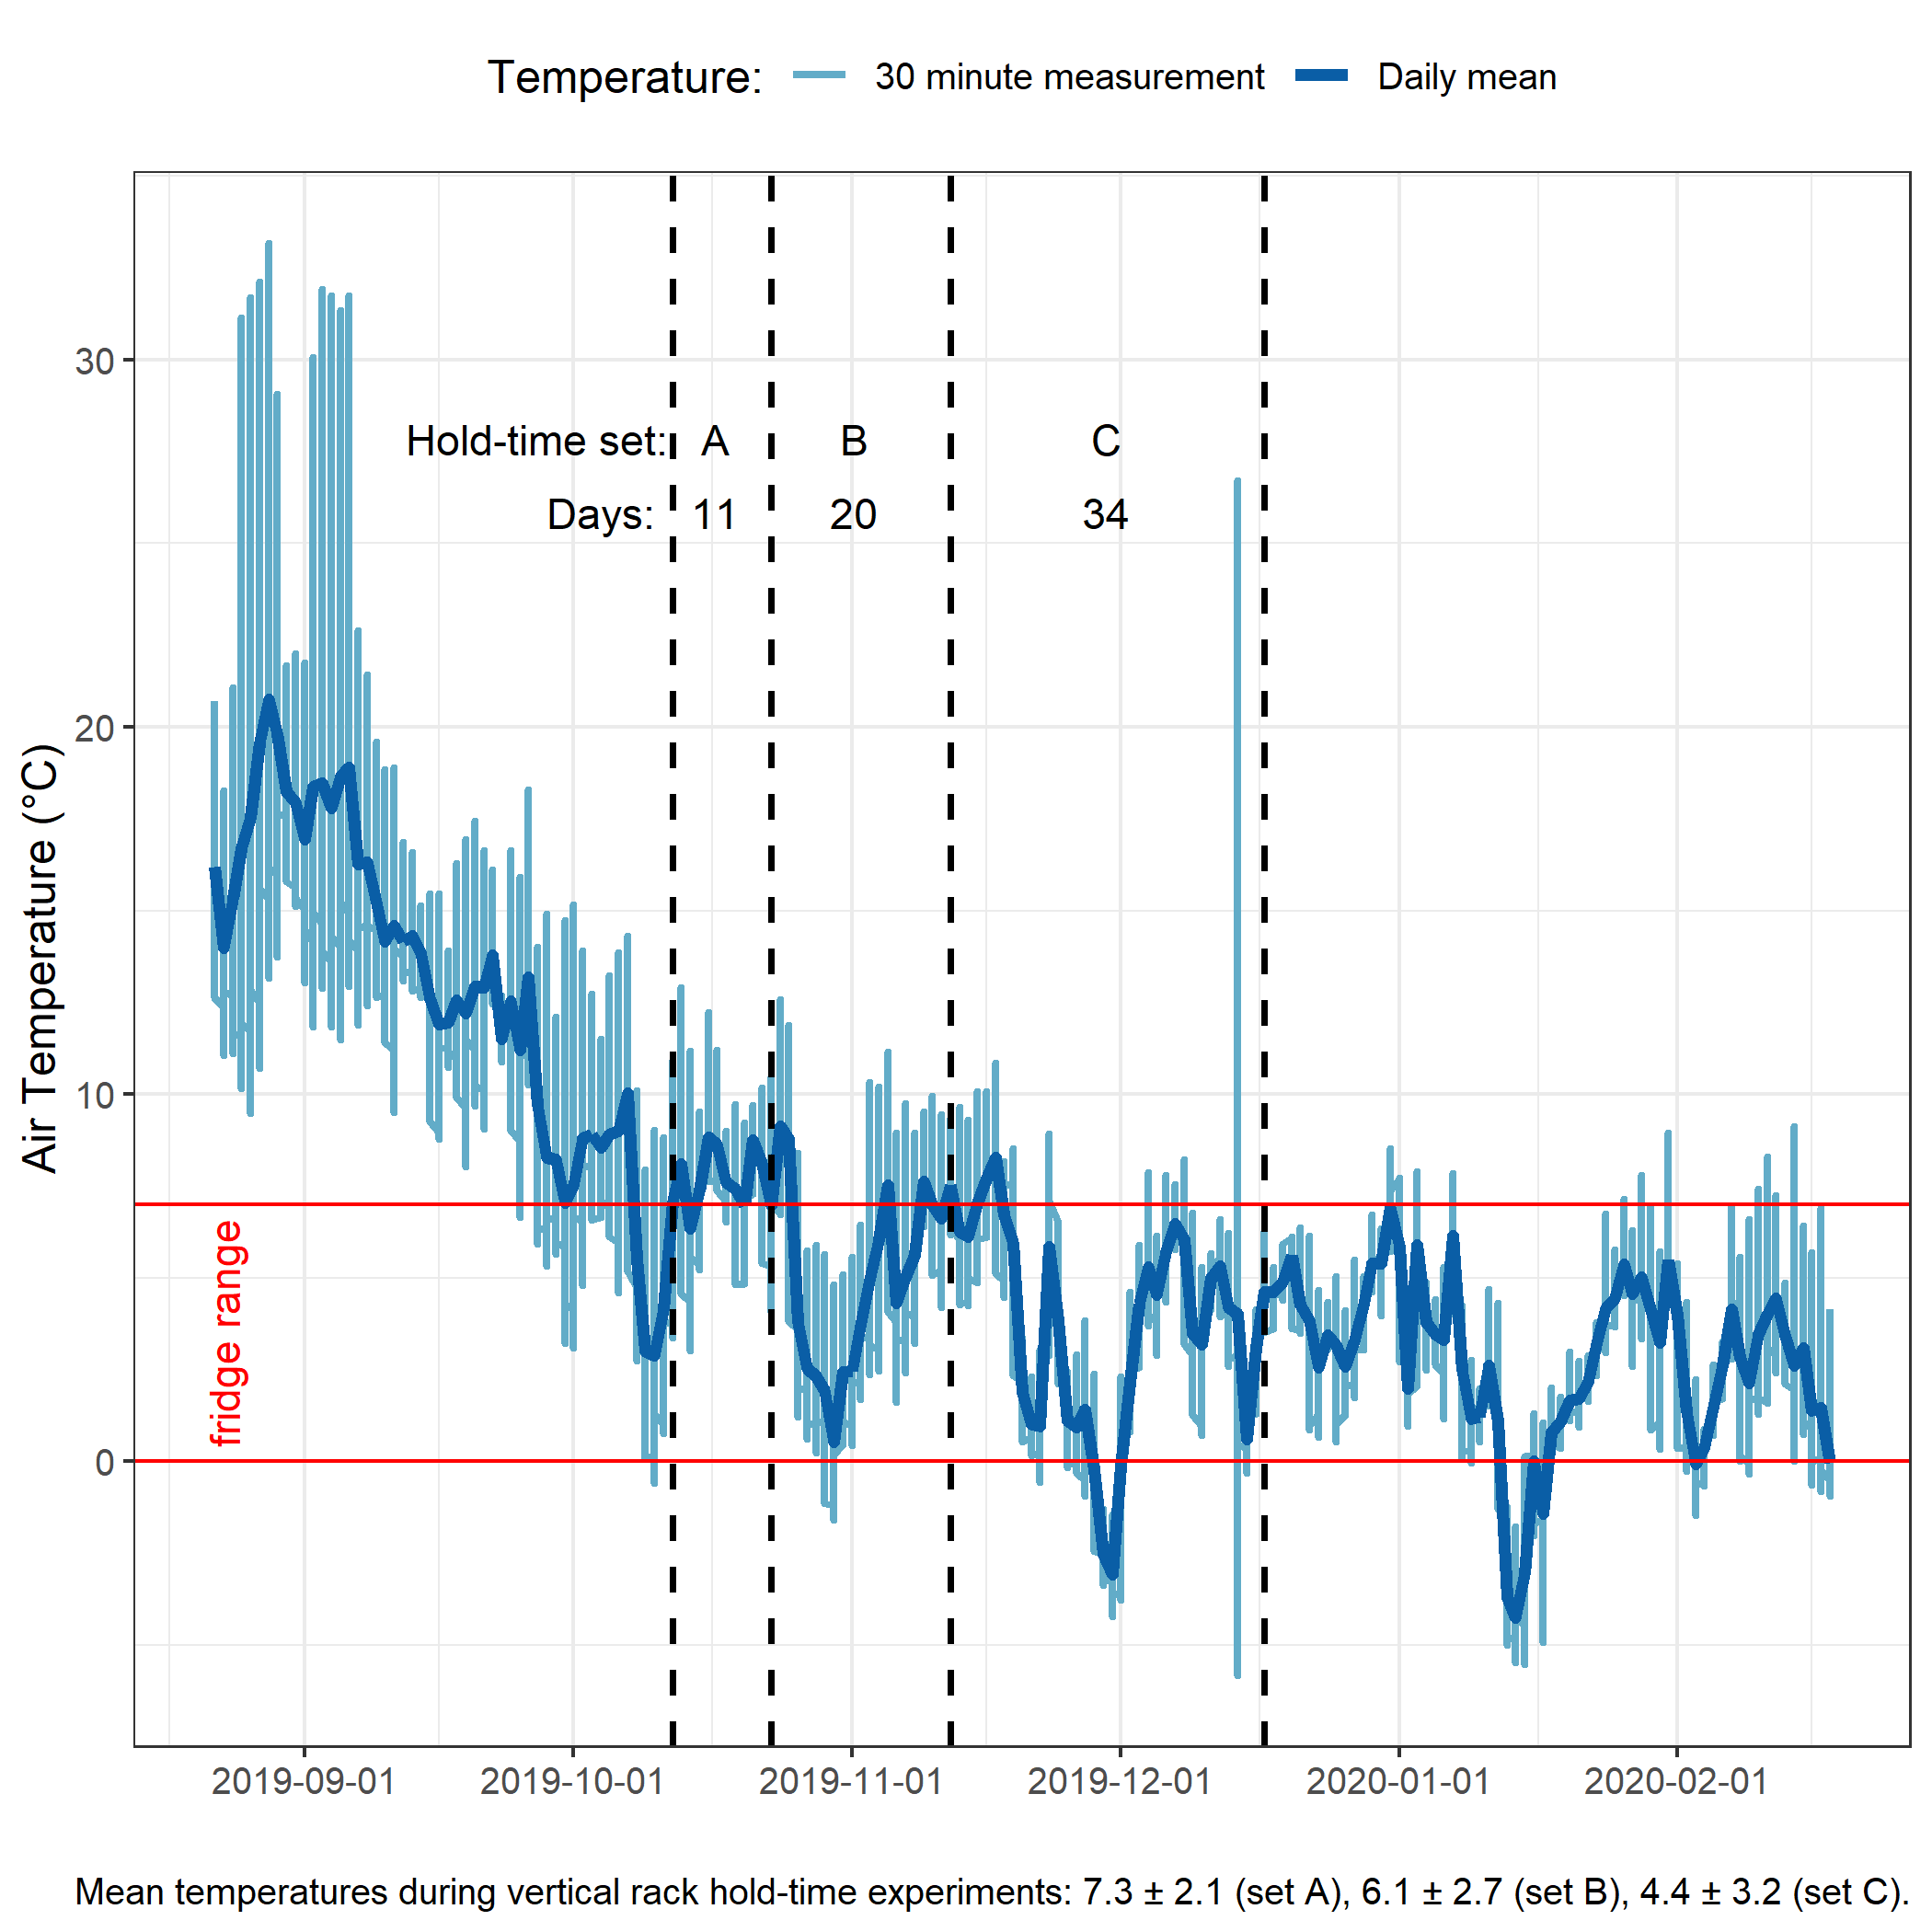 Temperature: 30 minute measurement Daily mean
Air Temperature (°C)
30
20
10
0
Hold-time set: A B C
Days: 11 20 34
fridge range
2019-09-01 2019-10-01 2019-11-01 2019-12-01 2020-01-01 2020-02-01
Mean temperatures during vertical rack hold-time experiments: 7.3 ± 2.1 (set A), 6.1 ± 2.7 (set B), 4.4 ± 3.2 (set C).